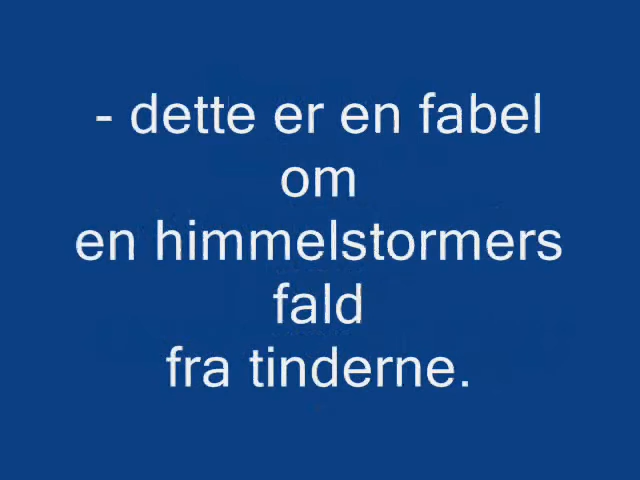 - dette er en fabel
om
en himmelstormers
fald
fra tinderne.